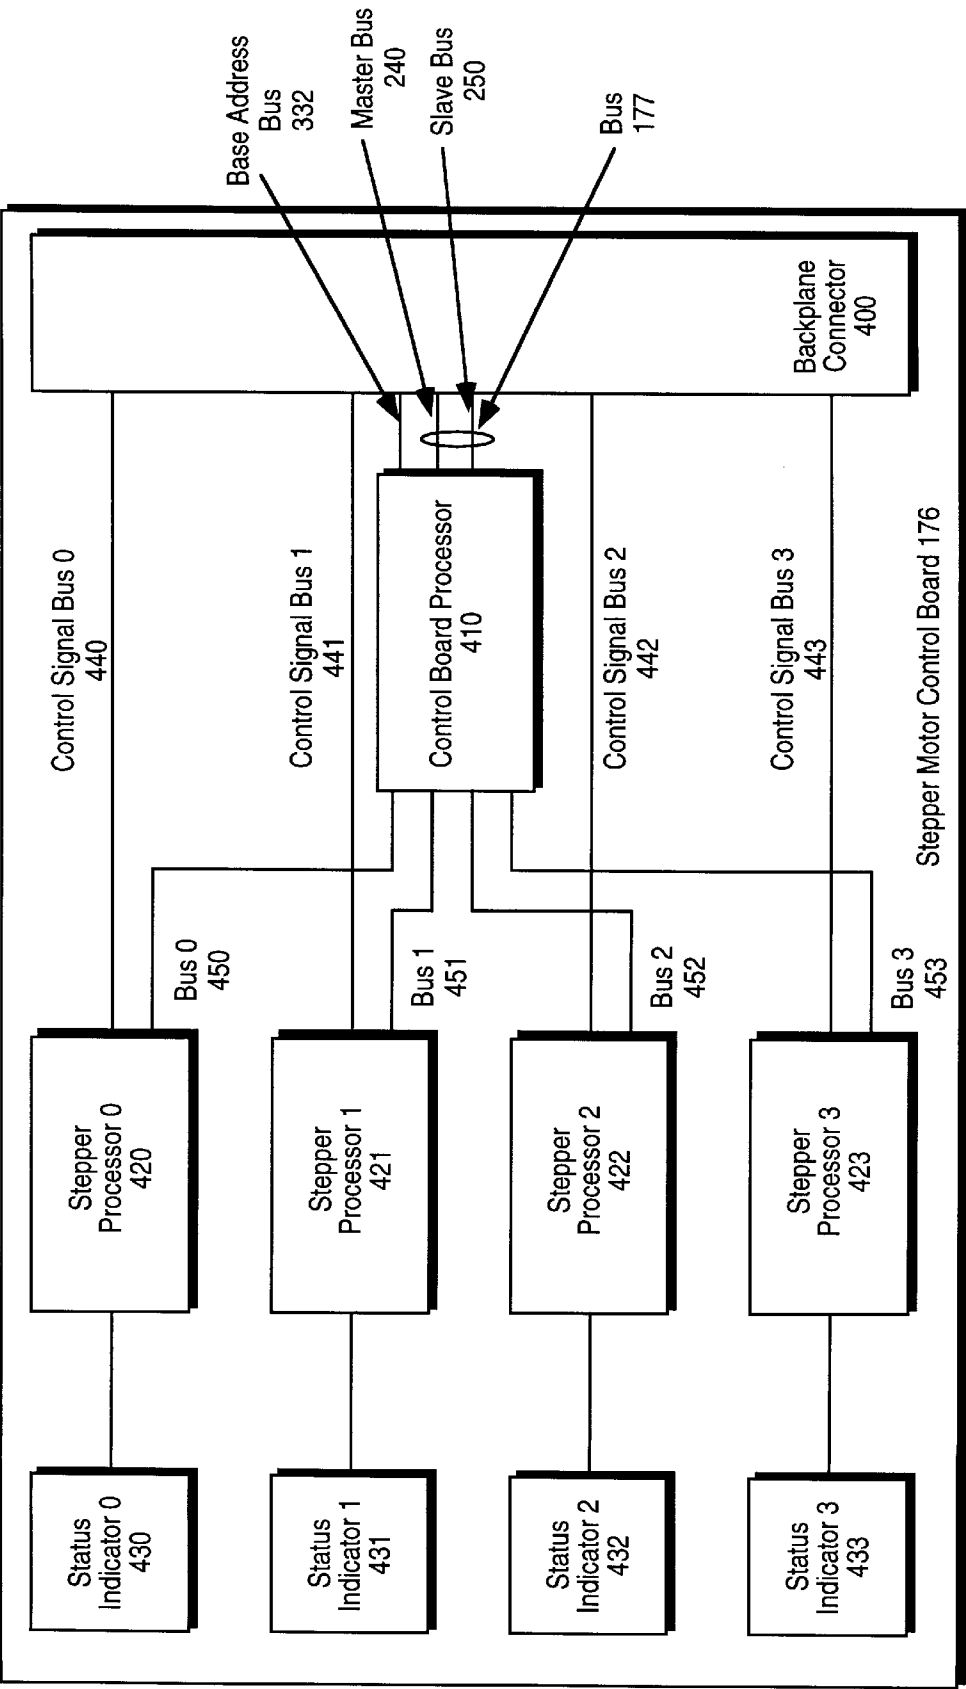 Status
Indicator 0
430
Stepper
Processor 0
420
Bus 0
450
Control Signal Bus 0
440
Status
Indicator 1
431
Stepper
Processor 1
421
Bus 1
451
Control Signal Bus 1
441
Control Board Processor
410
Base Address
Bus
332
Master Bus
240
Slave Bus
250
Bus
177
Status
Indicator 2
432
Stepper
Processor 2
422
Bus 2
452
Control Signal Bus 2
442
Status
Indicator 3
433
Stepper
Processor 3
423
Bus 3
453
Control Signal Bus 3
443
Backplane
Connector
400
Stepper Motor Control Board 176